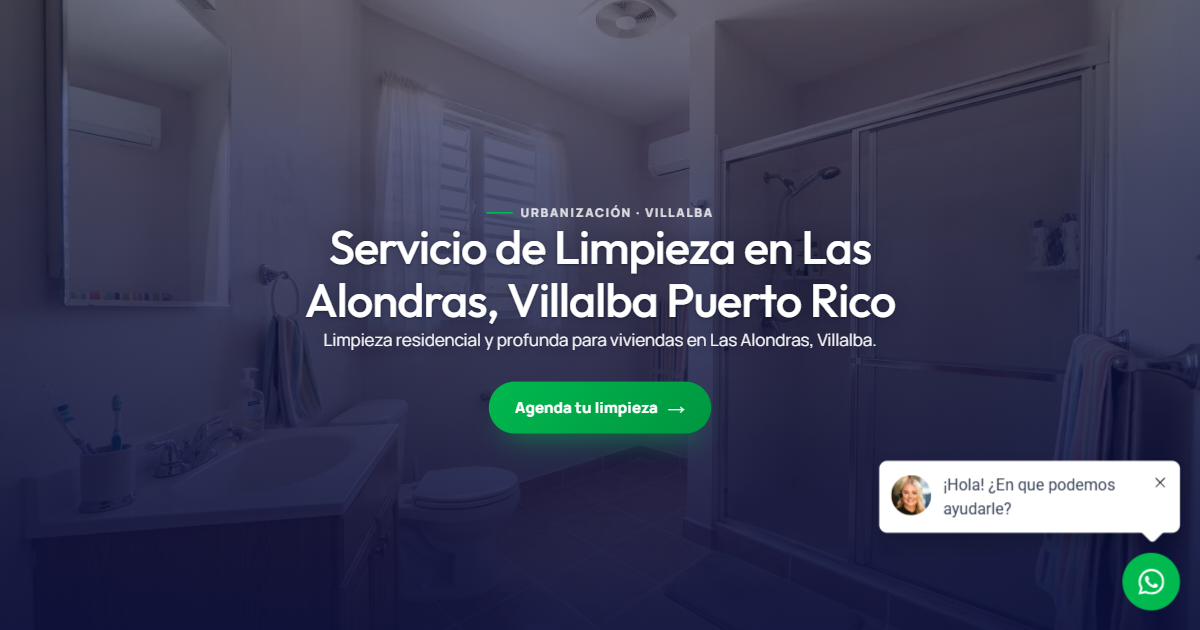 URBANIZACIÓN · VILLALBA
Servicio de Limpieza en Las
Alondras, Villalba Puerto Rico
Limpieza residencial y profunda para viviendas en Las Alondras, Villalba.
Agenda tu limpieza →
¡Hola! ¿En que podemos
ayudarle?